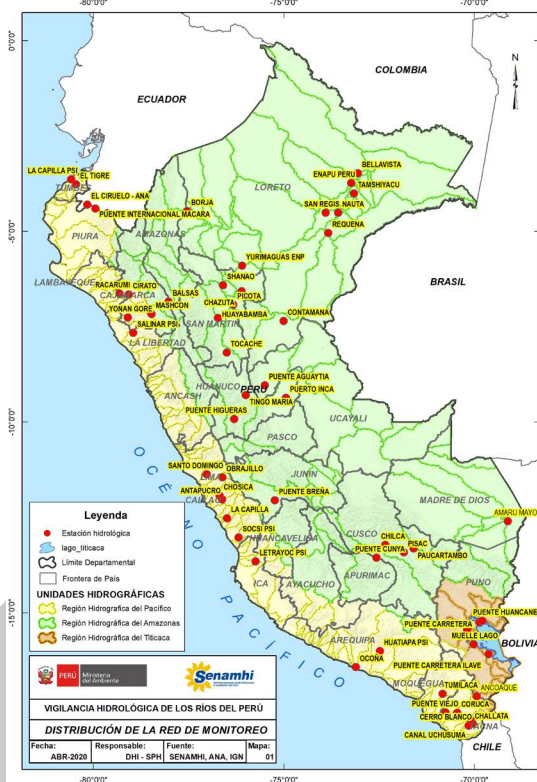 -80°0'0"
-75°0'0"
-70°0'0"
0°0'0"
N
COLOMBIA
ECUADOR
BELLAVISTA
ENAPU PERU
TAMSHIYACU
LORETO
LA CAPILLA PSI
EL TIGRE
TUMBES
EL CIRUELO - ANA
PUENTE INTERNACIONAL MACARA
BORJA
SAN REGIS
NAUTA
REQUENA
-5°0'0"
PIURA
AMAZONAS
YURIMAGUAS ENP
LAMBAYEQUE
RACARUMI
CIRATO
SHANAO
BRASIL
CAJAMARCA
BALSAS
PICOTA
YONAN GORE
MASHCON
CHAZUTA
HUAYABAMBA
CONTAMANA
SALINAR PSI
SAN MARTIN
LA LIBERTAD
TOCACHE
HUANUCO
PERÚ
PUENTE AGUAYTIA
ANCASH
TINGO MARIA
PUERTO INCA
PUENTE HIGUERAS
UCAYALI
-10°0'0"
PASCO
OCÉANO PACÍFICO
SANTO DOMINGO
OBRAJILLO
JUNÍN
LIMA
MADRE DE DIOS
ANTAPUCRO
CHOSICA
CALLAO
PUENTE BREÑA
AMARU MAYO
LA CAPILLA
SOCSI PSI
HUANCAVELICA
CUSCO
CHILCA
PISAC
PUENTE CUNYA
PAUCARTAMBO
LETRAYOC PSI
ICA
AYACUCHO
APURIMAC
PUNO
-15°0'0"
PUENTE HUANCANE
PUENTE CARRETERA
MUELLE LAGO
BOLIVIA
AREQUIPA
HUATIAPA PSI
OCOÑA
PUENTE CARRETERA ILAVE
MOQUEGUA
TUMILACA
ANCOAQUE
PUENTE VIEJO
CORUCA
CERRO BLANCO
CHALLATA
TACNA
CANAL UCHUSUMA
CHILE
Leyenda
Estación hidrológica
lago_titicaca
Límite Departamental
Frontera de País
UNIDADES HIDROGRÁFICAS
Región Hidrografica del Pacífico
Región Hidrográfica del Amazonas
Región Hidrográfica del Titicaca
PERÚ
Ministerio del Ambiente
Senamhi
VIGILANCIA HIDROLÓGICA DE LOS RÍOS DEL PERÚ
DISTRIBUCIÓN DE LA RED DE MONITOREO
Fecha: Responsable: Fuente: Mapa:
ABR-2020 DHI - SPH SENAMHI, ANA, IGN 01
-80°0'0"
-75°0'0"
-70°0'0"